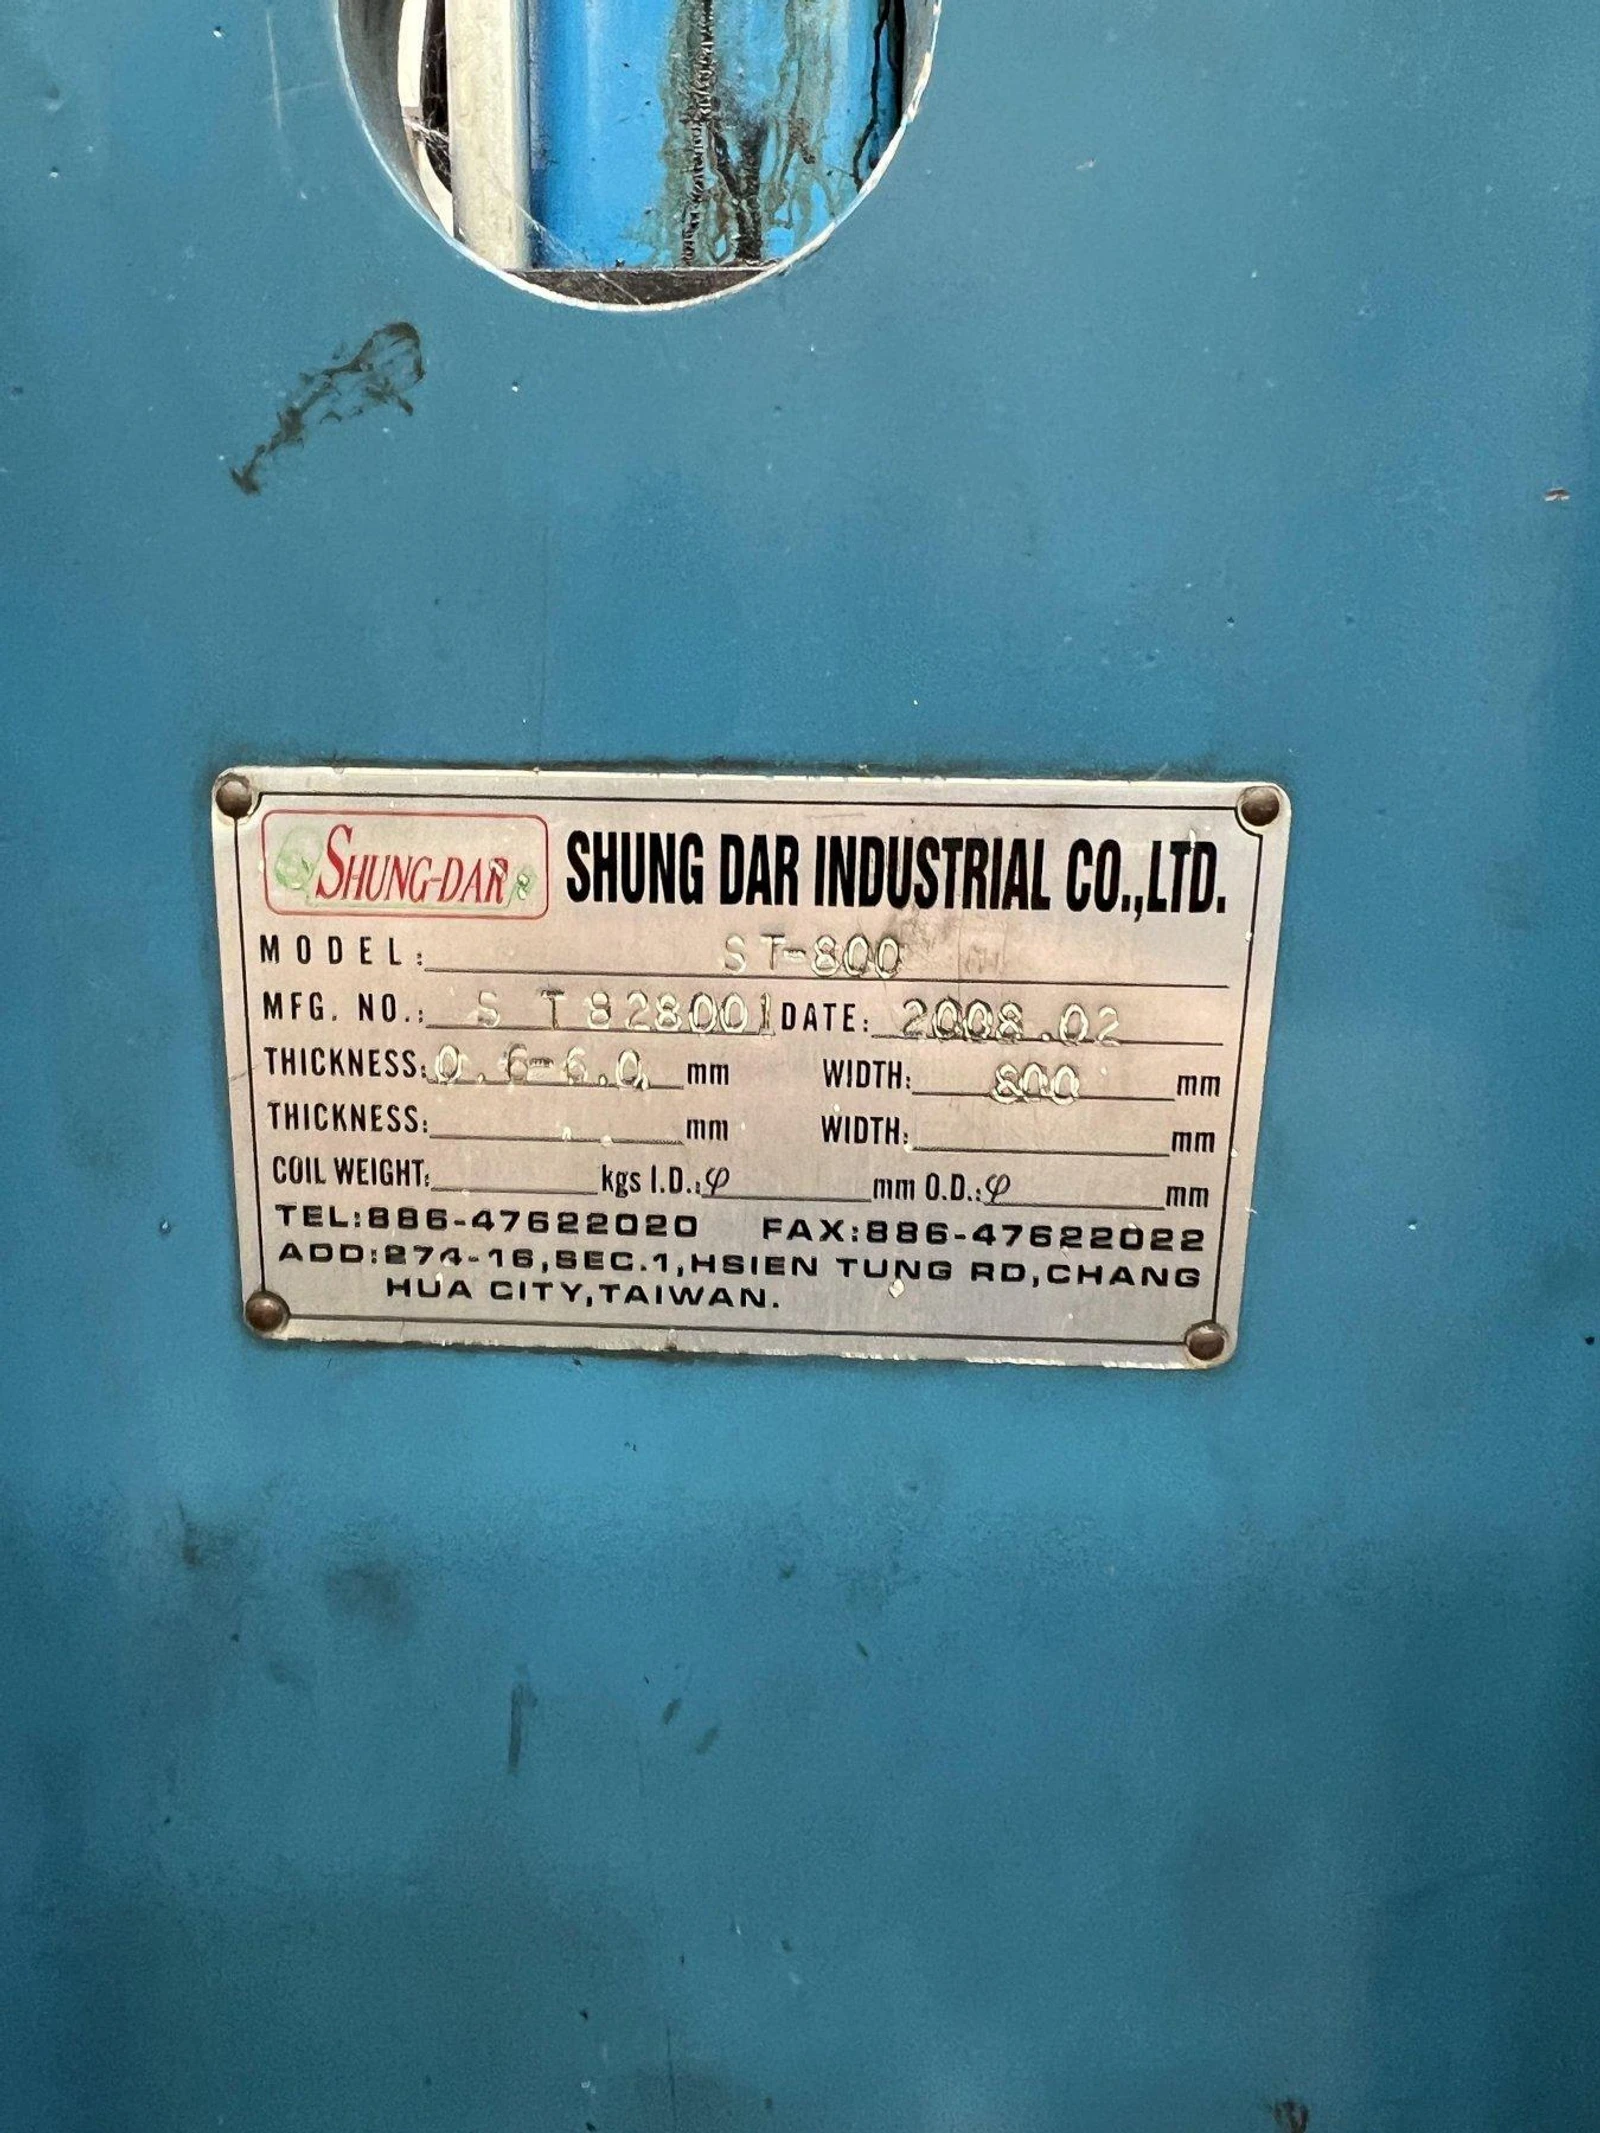 SHUNG-DAR SHUNG DAR INDUSTRIAL CO.,LTD.
MODEL: ST-800
MFG. NO.: ST828001 DATE: 2008.02
THICKNESS: 0.6-6.0 mm WIDTH: 800 mm
THICKNESS: mm WIDTH: mm
COIL WEIGHT: kgs I.D.:φ mm O.D.:φ mm
TEL:886-47622020 FAX:886-47622022
ADD:274-16,SEC.1,HSIEN TUNG RD,CHANG
HUA CITY,TAIWAN.